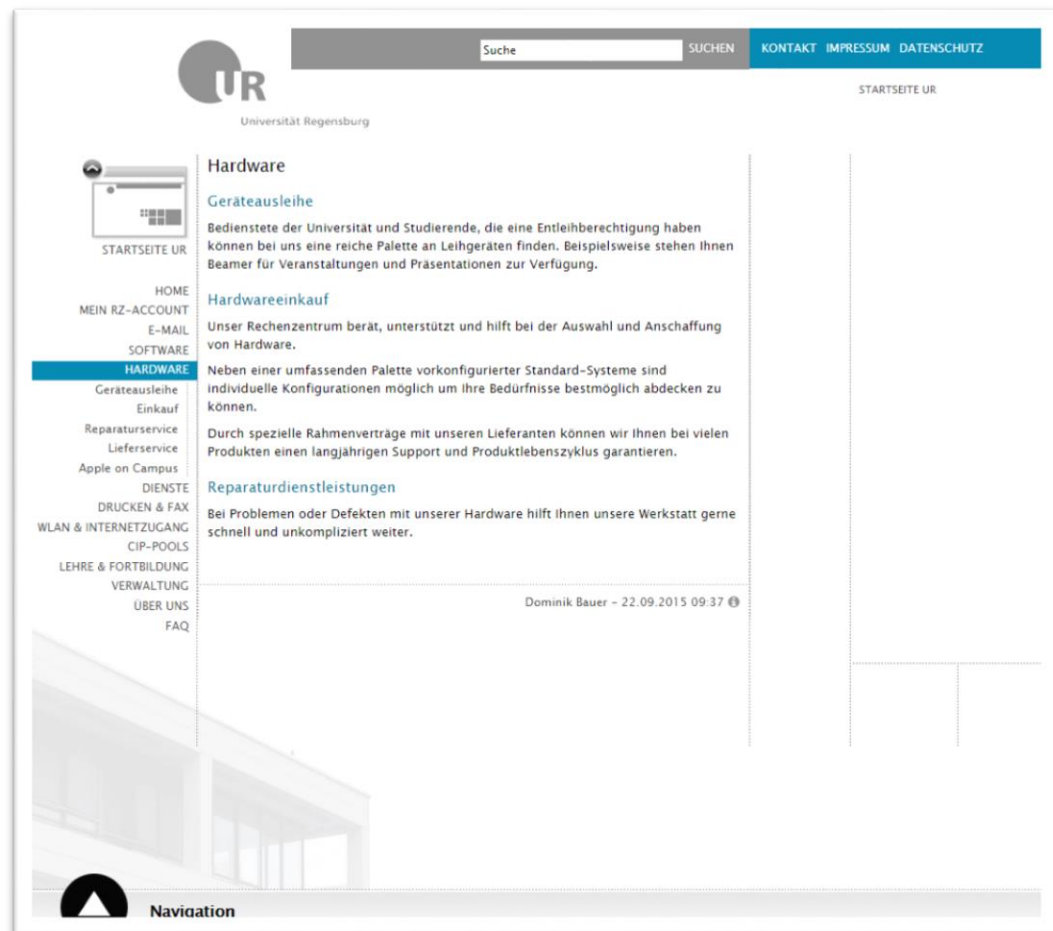 Suche
SUCHEN
KONTAKT IMPRESSUM DATENSCHUTZ
UR
Universität Regensburg
STARTSEITE UR
STARTSEITE UR
HOME
MEIN RZ-ACCOUNT
E-MAIL
SOFTWARE
HARDWARE
Geräteausleihe
Einkauf
Reparaturservice
Lieferservice
Apple on Campus
DIENSTE
DRUCKEN & FAX
WLAN & INTERNETZUGANG
CIP-POOLS
LEHRE & FORTBILDUNG
VERWALTUNG
ÜBER UNS
FAQ
Hardware
Geräteausleihe
Bedienstete der Universität und Studierende, die eine Entleihberechtigung haben
können bei uns eine reiche Palette an Leihgeräten finden. Beispielsweise stehen Ihnen
Beamer für Veranstaltungen und Präsentationen zur Verfügung.
Hardwareeinkauf
Unser Rechenzentrum berät, unterstützt und hilft bei der Auswahl und Anschaffung
von Hardware.
Neben einer umfassenden Palette vorkonfigurierter Standard-Systeme sind
individuelle Konfigurationen möglich um Ihre Bedürfnisse bestmöglich abdecken zu
können.
Durch spezielle Rahmenverträge mit unseren Lieferanten können wir Ihnen bei vielen
Produkten einen langjährigen Support und Produktlebenszyklus garantieren.
Reparaturdienstleistungen
Bei Problemen oder Defekten mit unserer Hardware hilft Ihnen unsere Werkstatt gerne
schnell und unkompliziert weiter.
Dominik Bauer - 22.09.2015 09:37
Navigation